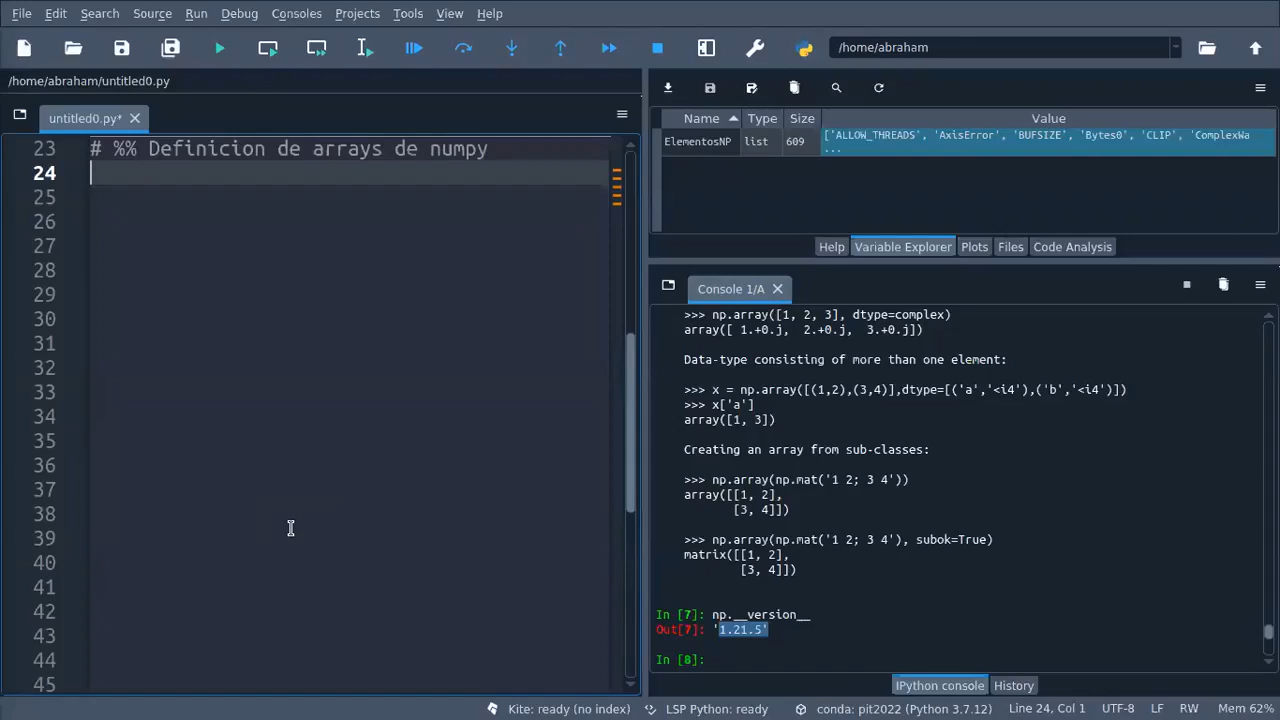 File Edit Search Source Run Debug Consoles Projects Tools View Help
/home/abraham
/home/abraham/untitled0.py
untitled0.py*
23 # %% Definicion de arrays de numpy
24
25
26
27
28
29
30
31
32
33
34
35
36
37
38
39
40
41
42
43
44
45
Name Type Size Value
ElementosNP list 609 ['ALLOW_THREADS', 'AxisError', 'BUFSIZE', 'Bytes0', 'CLIP', 'ComplexWa
...
Help Variable Explorer Plots Files Code Analysis
Console 1/A
>>> np.array([1, 2, 3], dtype=complex)
array([ 1.+0.j, 2.+0.j, 3.+0.j])
Data-type consisting of more than one element:
>>> x = np.array([(1,2),(3,4)],dtype=[('a','<i4'),('b','<i4')])
>>> x['a']
array([1, 3])
Creating an array from sub-classes:
>>> np.array(np.mat('1 2; 3 4'))
array([[1, 2],
[3, 4]])
>>> np.array(np.mat('1 2; 3 4'), subok=True)
matrix([[1, 2],
[3, 4]])
In [7]: np.__version__
Out[7]: '1.21.5'
In [8]:
IPython console History
Kite: ready (no index) LSP Python: ready conda: pit2022 (Python 3.7.12) Line 24, Col 1 UTF-8 LF RW Mem 62%